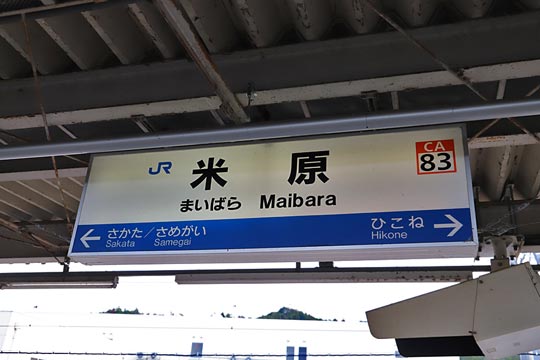 JR 米原 CA 83
まいばら Maibara
← さかた／さめがい ひこね →
Sakata Samegai Hikone